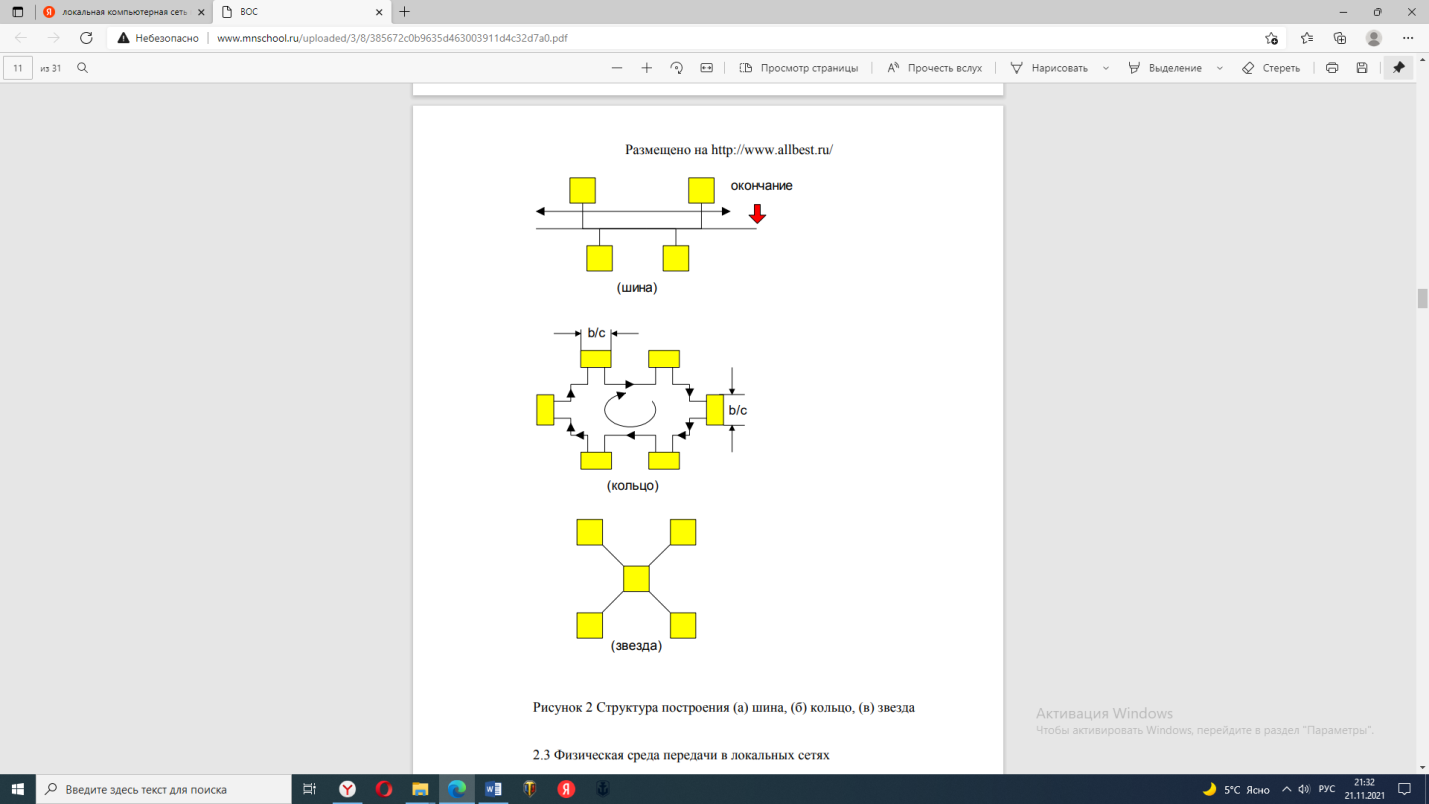 локальная компьютерная сеть
ВОС
Небезопасно
www.mnschool.ru/uploaded/3/8/385672c0b9635d463003911d4c32d7a0.pdf
11 из 31
Просмотр страницы
Прочесть вслух
Нарисовать
Выделение
Стереть
Размещено на http://www.allbest.ru/
окончание
(шина)
b/c
b/c
(кольцо)
(звезда)
Рисунок 2 Структура построения (а) шина, (б) кольцо, (в) звезда
2.3 Физическая среда передачи в локальных сетях
Активация Windows
Чтобы активировать Windows, перейдите в раздел "Параметры".
Введите здесь текст для поиска
5°C Ясно
РУС
21:32
21.11.2021